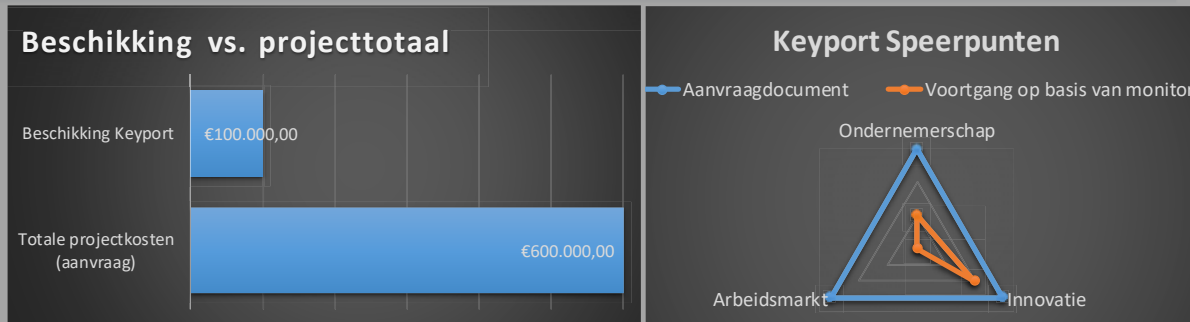 Beschikking vs. projecttotaal
Beschikking Keyport
€100.000,00
Totale projectkosten
(aanvraag)
€600.000,00
Keyport Speerpunten
Aanvraagdocument
Voortgang op basis van monitor
Ondernemerschap
Arbeidsmarkt
Innovatie